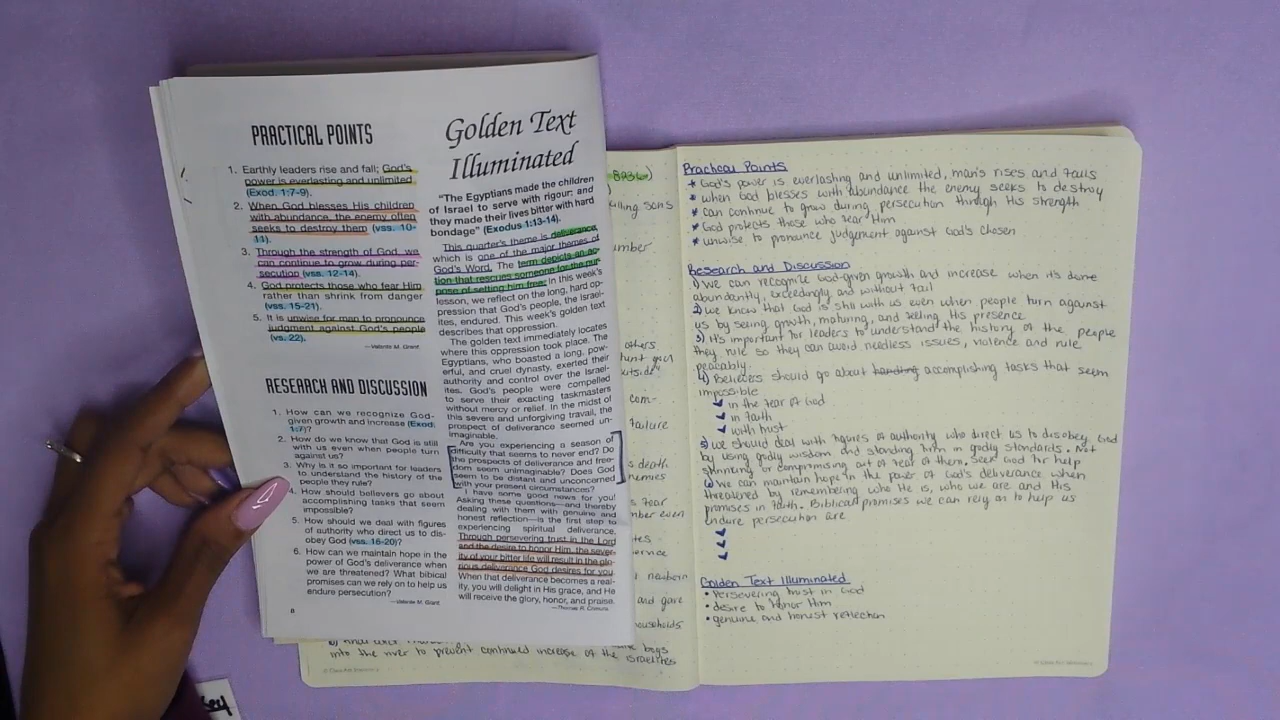 PRACTICAL POINTS
1. Earthly leaders rise and fall; God's
power is everlasting and unlimited
(Exod. 1:7-9).
2. When God blesses His children
with abundance, the enemy often
seeks to destroy them (vss. 10-
11).
3. Through the strength of God, we
can continue to grow during per-
secution (vss. 12-14).
4. God protects those who fear Him
rather than shrink from danger
(vss. 15-21).
5. It is unwise for man to pronounce
judgment against God's people
(vs. 22).
—Valante M. Grant.
RESEARCH AND DISCUSSION
1. How can we recognize God-
given growth and increase (Exod.
1:7)?
2. How do we know that God is still
with us even when people turn
against us?
3. Why is it so important for leaders
to understand the history of the
people they rule?
4. How should believers go about
accomplishing tasks that seem
impossible?
5. How should we deal with figures
of authority who direct us to dis-
obey God (vss. 16-20)?
6. How can we maintain hope in the
power of God's deliverance when
we are threatened? What biblical
promises can we rely on to help us
endure persecution?
—Valante M. Grant.
8
Golden Text
Illuminated
"The Egyptians made the children
of Israel to serve with rigour: and
they made their lives bitter with hard
bondage" (Exodus 1:13-14).
This quarter's theme is deliverance,
which is one of the major themes of
God's Word. The term depicts an ac-
tion that rescues someone for the pur-
pose of setting him free. In this week's
lesson, we reflect on the long, hard op-
pression that God's people, the Israel-
ites, endured. This week's golden text
describes that oppression.
The golden text immediately locates
where this oppression took place. The
Egyptians, who boasted a long, pow-
erful, and cruel dynasty, exerted their
authority and control over the Israel-
ites. God's people were compelled
to serve their exacting taskmasters
without mercy or relief. In the midst of
this severe and unforgiving travail, the
prospect of deliverance seemed un-
imaginable.
Are you experiencing a season of
difficulty that seems to never end? Do
the prospects of deliverance and free-
dom seem unimaginable? Does God
seem to be distant and unconcerned
with your present circumstances?
I have some good news for you!
Asking these questions—and thereby
dealing with them with genuine and
honest reflection—is the first step to
experiencing spiritual deliverance.
Through persevering trust in the Lord
and the desire to honor Him, the sever-
ity of your bitter life will result in the glo-
rious deliverance God desires for you.
When that deliverance becomes a real-
ity, you will delight in His grace, and He
will receive the glory, honor, and praise.
—Thomas R.
killing sons
others
com-
failure
s death
s fear
mber even
newborn
and gave
households
boys
into the river to prevent continued increase of the Israelites
Practical Points
* God's power is everlasting and unlimited, man's rises and falls
* when God blesses with abundance the enemy seeks to destroy
* can continue to grow during persecution through His strength
* God protects those who fear Him
* unwise to pronounce judgement against God's chosen
Research and Discussion
1) We can recognize God-given growth and increase when its done
abundantly, exceedingly and without fail
2) we know that God is still with us even when people turn against
us by seeing growth, maturing, and feeling His presence
3) It's important for leaders to understand the history of the people
they rule so they can avoid needless issues, violence and rule
peacably.
4) Believers should go about handling accomplishing tasks that seem
impossible
✓ in the fear of God
✓ in faith
✓ with trust
5) we should deal with figures of authority who direct us to disobey God
by using godly wisdom and standing firm in godly standards. Not
shrinking or compromising out of fear of them. Seek God for help
6) We can maintain hope in the power of God's deliverance when
threatened by remembering who He is, who we are and His
promises in faith. Biblical promises we can rely on to help us
endure persecution are
✓
✓
✓
Golden Text Illuminated
• Persevering trust in God
• desire to honor Him
• genuine and honest reflection